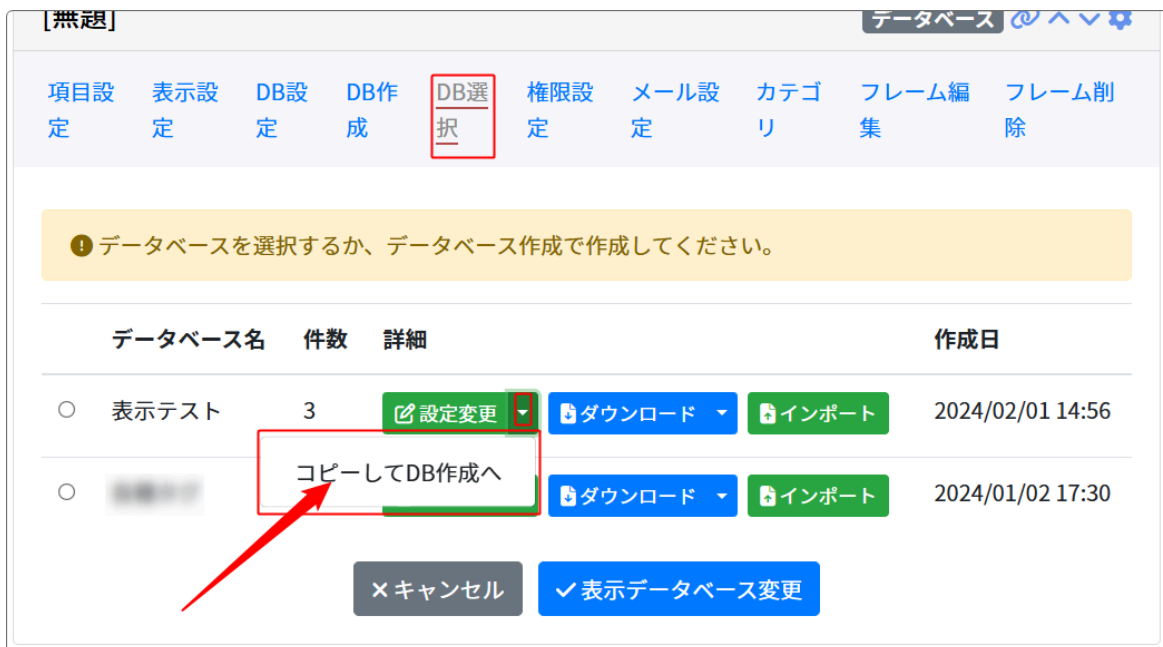 [無題]
データベース
項目設定
表示設定
DB設定
DB作成
DB選択
権限設定
メール設定
カテゴリ
フレーム編集
フレーム削除
データベースを選択するか、データベース作成で作成してください。
データベース名 件数 詳細 作成日
表示テスト 3 設定変更 ダウンロード インポート 2024/02/01 14:56
コピーしてDB作成へ
ダウンロード インポート 2024/01/02 17:30
キャンセル 表示データベース変更